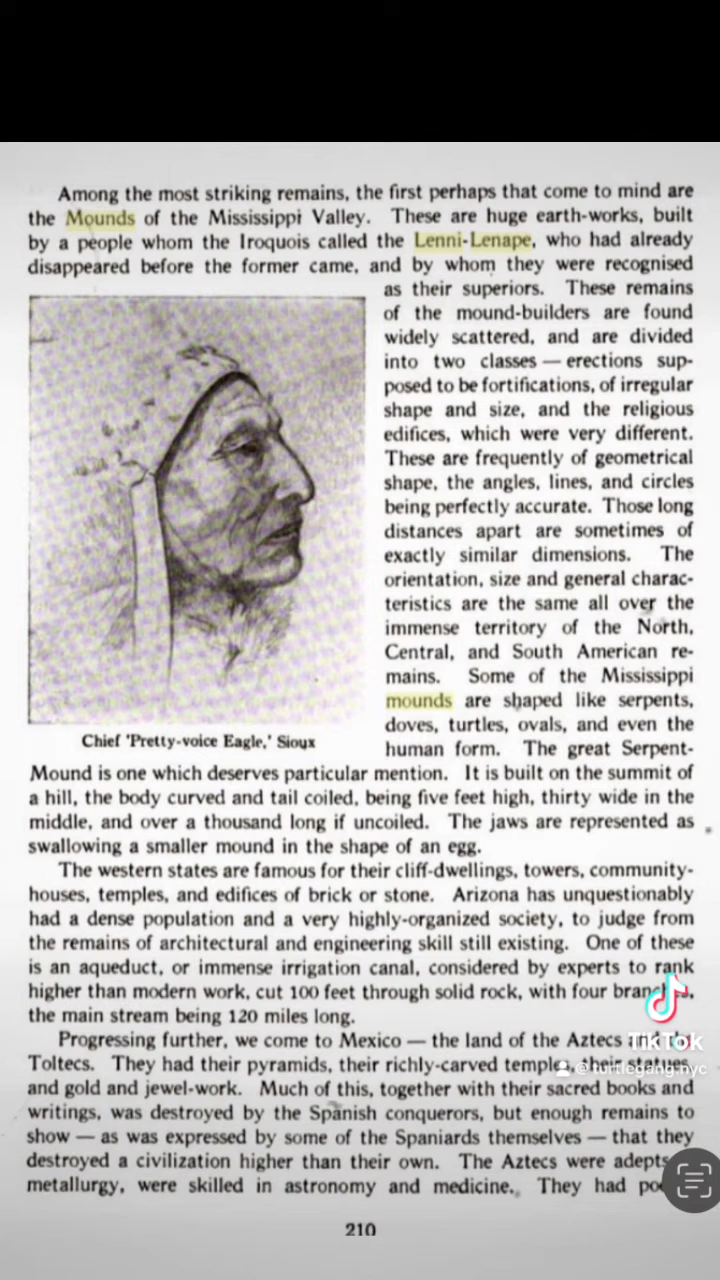 Among the most striking remains, the first perhaps that come to mind are
the Mounds of the Mississippi Valley. These are huge earth-works, built
by a people whom the Iroquois called the Lenni-Lenape, who had already
disappeared before the former came, and by whom they were recognised
as their superiors. These remains
of the mound-builders are found
widely scattered, and are divided
into two classes — erections sup-
posed to be fortifications, of irregular
shape and size, and the religious
edifices, which were very different.
These are frequently of geometrical
shape, the angles, lines, and circles
being perfectly accurate. Those long
distances apart are sometimes of
exactly similar dimensions. The
orientation, size and general charac-
teristics are the same all over the
immense territory of the North,
Central, and South American re-
mains. Some of the Mississippi
mounds are shaped like serpents,
doves, turtles, ovals, and even the
human form. The great Serpent-
Chief 'Pretty-voice Eagle,' Sioux
Mound is one which deserves particular mention. It is built on the summit of
a hill, the body curved and tail coiled, being five feet high, thirty wide in the
middle, and over a thousand long if uncoiled. The jaws are represented as
swallowing a smaller mound in the shape of an egg.
The western states are famous for their cliff-dwellings, towers, community-
houses, temples, and edifices of brick or stone. Arizona has unquestionably
had a dense population and a very highly-organized society, to judge from
the remains of architectural and engineering skill still existing. One of these
is an aqueduct, or immense irrigation canal, considered by experts to rank
higher than modern work, cut 100 feet through solid rock, with four
the main stream being 120 miles long.
Progressing further, we come to Mexico — the land of the Aztecs
Toltecs. They had their pyramids, their richly-carved temples, their statues
and gold and jewel-work. Much of this, together with their sacred books and
writings, was destroyed by the Spanish conquerors, but enough remains to
show — as was expressed by some of the Spaniards themselves — that they
destroyed a civilization higher than their own. The Aztecs were adepts
metallurgy, were skilled in astronomy and medicine. They had
210
TikTok
@turtlegang.nyc